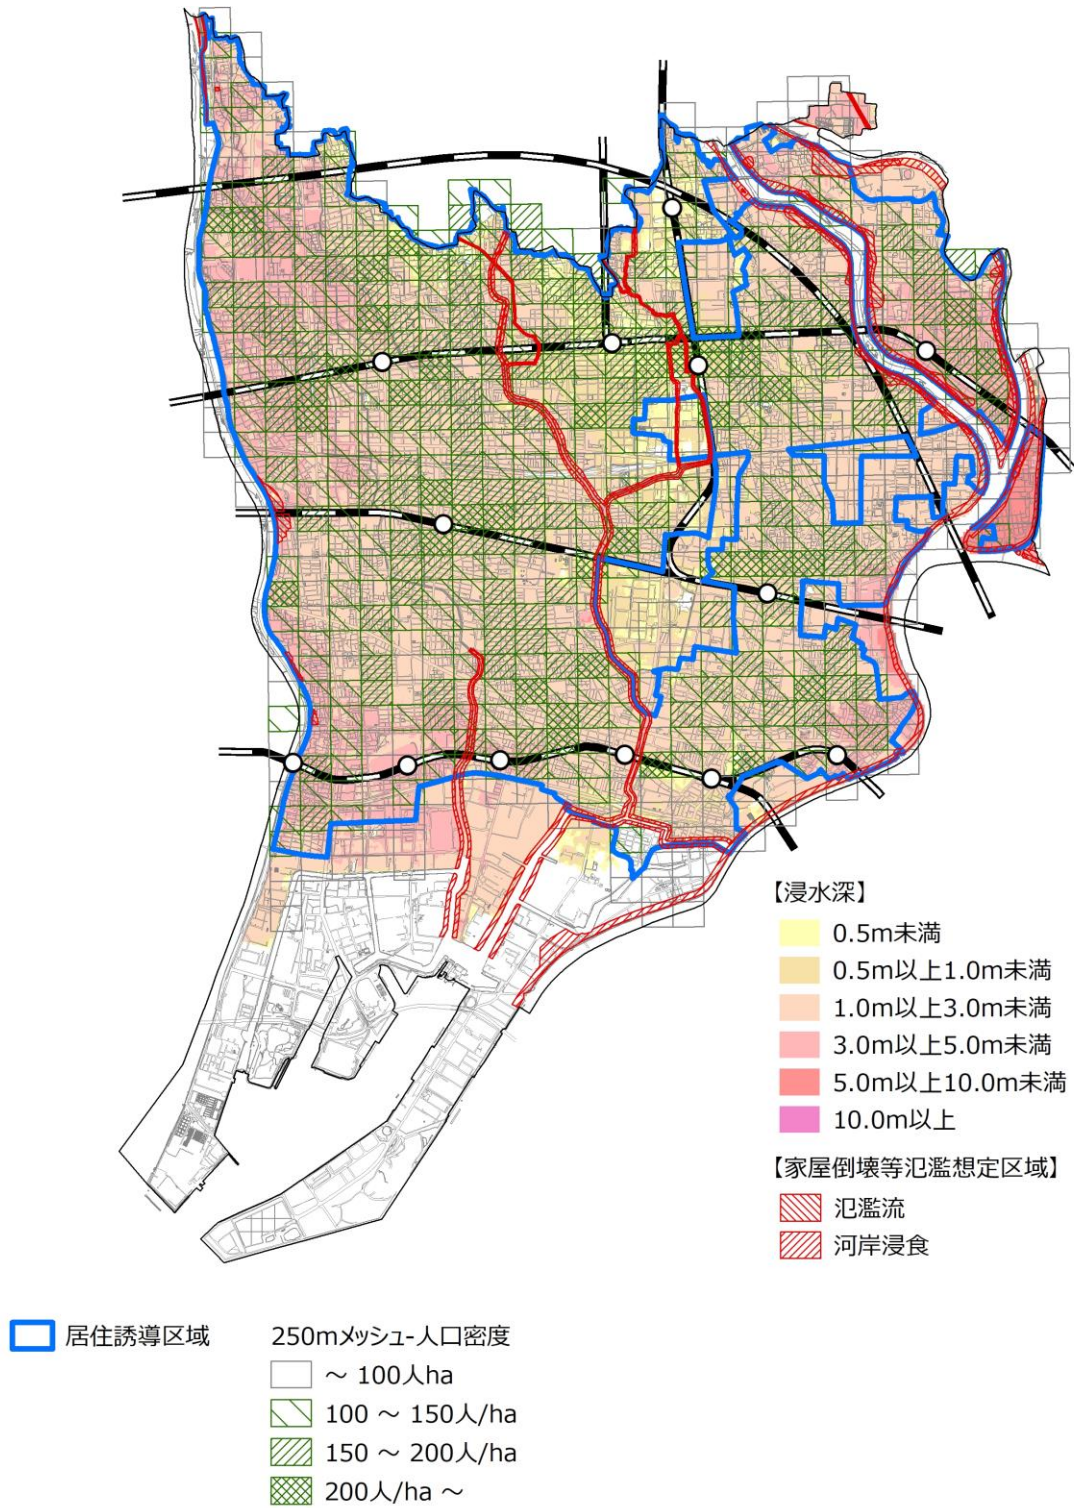 【浸水深】
0.5m未満
0.5m以上1.0m未満
1.0m以上3.0m未満
3.0m以上5.0m未満
5.0m以上10.0m未満
10.0m以上
【家屋倒壊等氾濫想定区域】
氾濫流
河岸浸食
居住誘導区域
250mメッシュ-人口密度
～ 100人ha
100 ～ 150人/ha
150 ～ 200人/ha
200人/ha ～